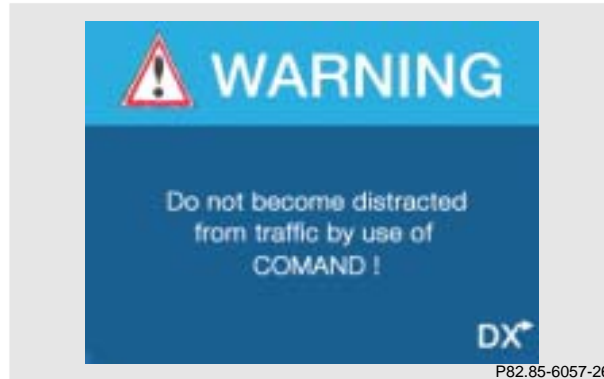 WARNING
Do not become distracted
from traffic by use of
COMAND !
DX
P82.85-6057-26